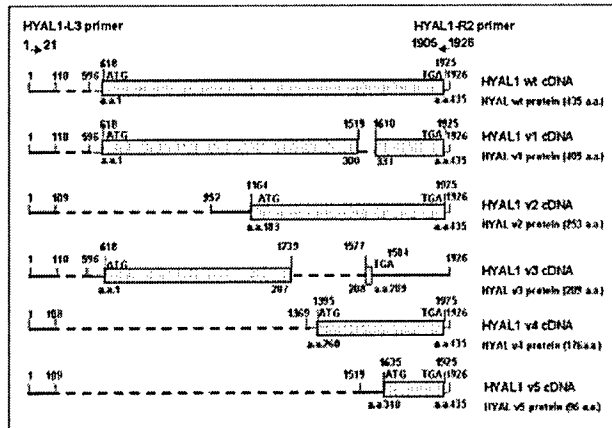 HYAL1-L3 primer HYAL1-R2 primer
1 21 1905 1926
618 1925
1 110 596 ATG TGA 1926 HYAL1 wt cDNA
a.a.1 a.a.435 HYAL wt protein (435 a.a.)
618 1519 1610 1925
1 110 596 ATG TGA 1926 HYAL1 v1 cDNA
a.a.1 300 331 a.a.435 HYAL v1 protein (405 a.a.)
1164 1925
1 109 ATG TGA 1926 HYAL1 v2 cDNA
a.a.183 a.a.435 HYAL v2 protein (253 a.a.)
618 1239 1577 1584
1 110 596 ATG TGA 1926 HYAL1 v3 cDNA
a.a.1 207 208 a.a.209 HYAL v3 protein (209 a.a.)
1395 1925
1 108 1369 ATG TGA 1926 HYAL1 v4 cDNA
a.a.260 a.a.435 HYAL v4 protein (176 a.a.)
1635 1925
1 109 1519 ATG TGA 1926 HYAL1 v5 cDNA
a.a.340 a.a.435 HYAL v5 protein (96 a.a.)